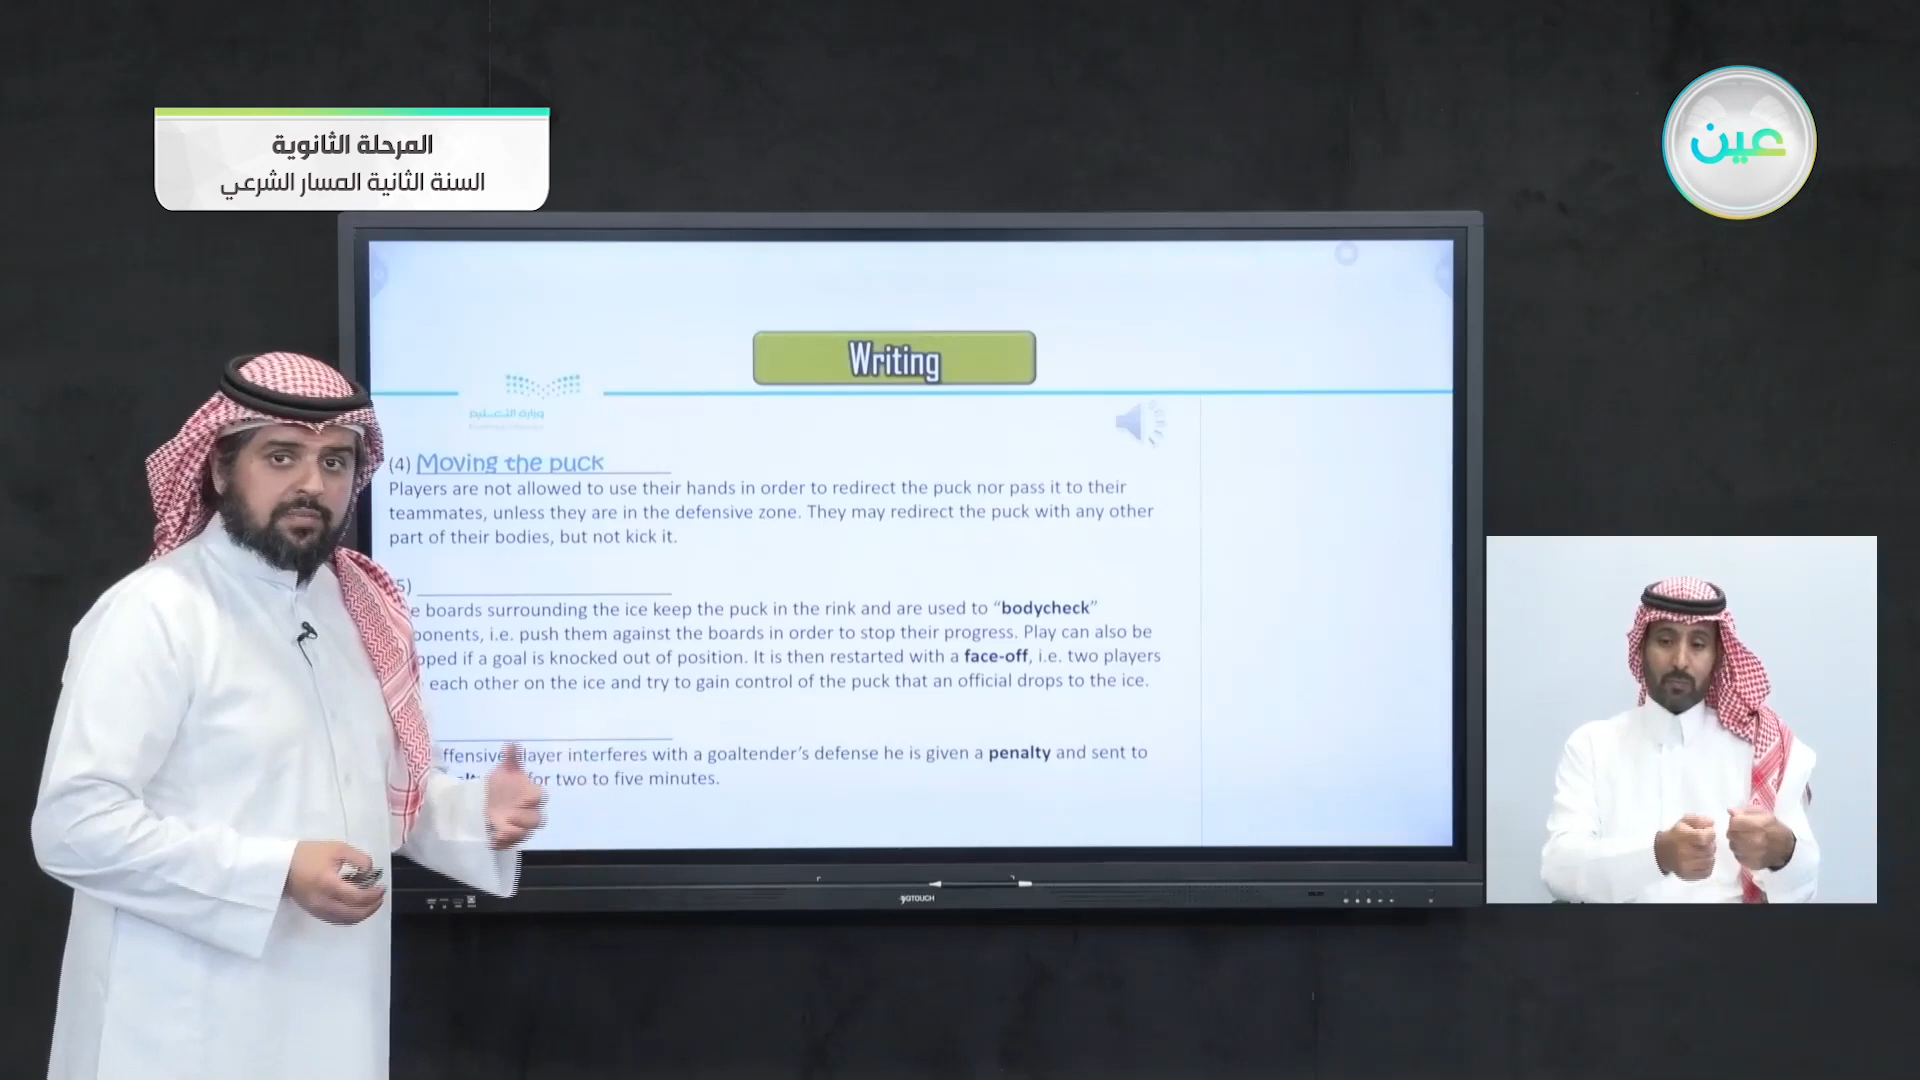 المرحلة الثانوية
السنة الثانية المسار الشرعي
عين
Writing
وزارة التعليم
(4) Moving the puck
Players are not allowed to use their hands in order to redirect the puck nor pass it to their
teammates, unless they are in the defensive zone. They may redirect the puck with any other
part of their bodies, but not kick it.
5)
boards surrounding the ice keep the puck in the rink and are used to “bodycheck”
i.e. push them against the boards in order to stop their progress. Play can also be
if a goal is knocked out of position. It is then restarted with a face-off, i.e. two players
each other on the ice and try to gain control of the puck that an official drops to the ice.
interferes with a goaltender’s defense he is given a penalty and sent to
for two to five minutes.